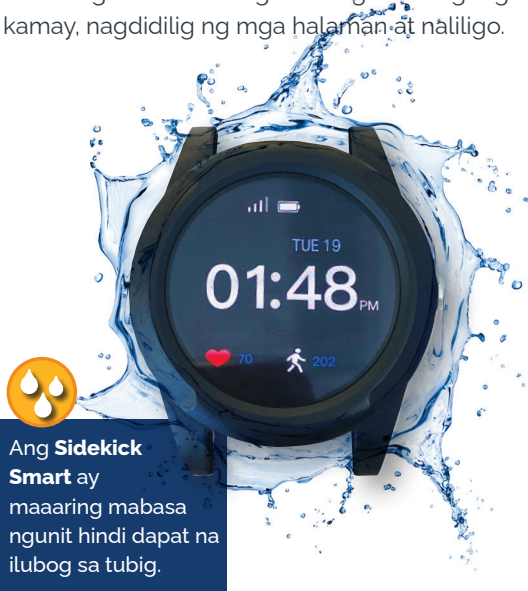 kamay, nagdidilig ng mga halaman at naliligo.
TUE 19
01:48 PM
70 202
Ang Sidekick
Smart ay
maaaring mabasa
ngunit hindi dapat na
ilubog sa tubig.